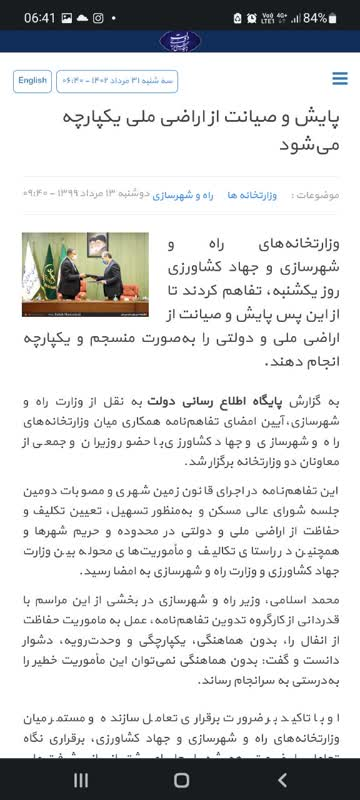 06:41
84%
English
سه شنبه ۳۱ مرداد ۱۴۰۲ - ۰۶:۴۰
پایش و صیانت از اراضی ملی یکپارچه
می‌شود
موضوعات : وزارتخانه ها راه و شهرسازی دوشنبه ۱۳ مرداد ۱۳۹۹ - ۰۹:۴۰
وزارتخانه‌های راه و
شهرسازی و جهاد کشاورزی
روز یکشنبه، تفاهم کردند تا
از این پس پایش و صیانت از
اراضی ملی و دولتی را به‌صورت منسجم و یکپارچه
انجام دهند.
به گزارش پایگاه اطلاع رسانی دولت به نقل از وزارت راه و
شهرسازی، آیین امضای تفاهم‌نامه همکاری میان وزارتخانه‌های
راه و شهرسازی و جهاد کشاورزی با حضور وزیران و جمعی از
معاونان دو وزارتخانه برگزار شد.
این تفاهم‌نامه در اجرای قانون زمین شهری و مصوبات دومین
جلسه شورای عالی مسکن و به‌منظور تسهیل، تعیین تکلیف و
حفاظت از اراضی ملی و دولتی در محدوده و حریم شهرها و
همچنین در راستای تکالیف و مأموریت‌های محوله بین وزارت
جهاد کشاورزی و وزارت راه و شهرسازی به امضا رسید.
محمد اسلامی، وزیر راه و شهرسازی در بخشی از این مراسم با
قدردانی از کارگروه تدوین تفاهم‌نامه، عمل به ماموریت حفاظت
از انفال را، بدون هماهنگی، یکپارچگی و وحدت‌رویه، دشوار
دانست و گفت: بدون هماهنگی نمی‌توان این مأموریت خطیر را
به‌درستی به سرانجام رساند.
او با تاکید بر ضرورت برقراری تعامل سازنده و مستمر میان
وزارتخانه‌های راه و شهرسازی و جهاد کشاورزی، برقراری نگاه